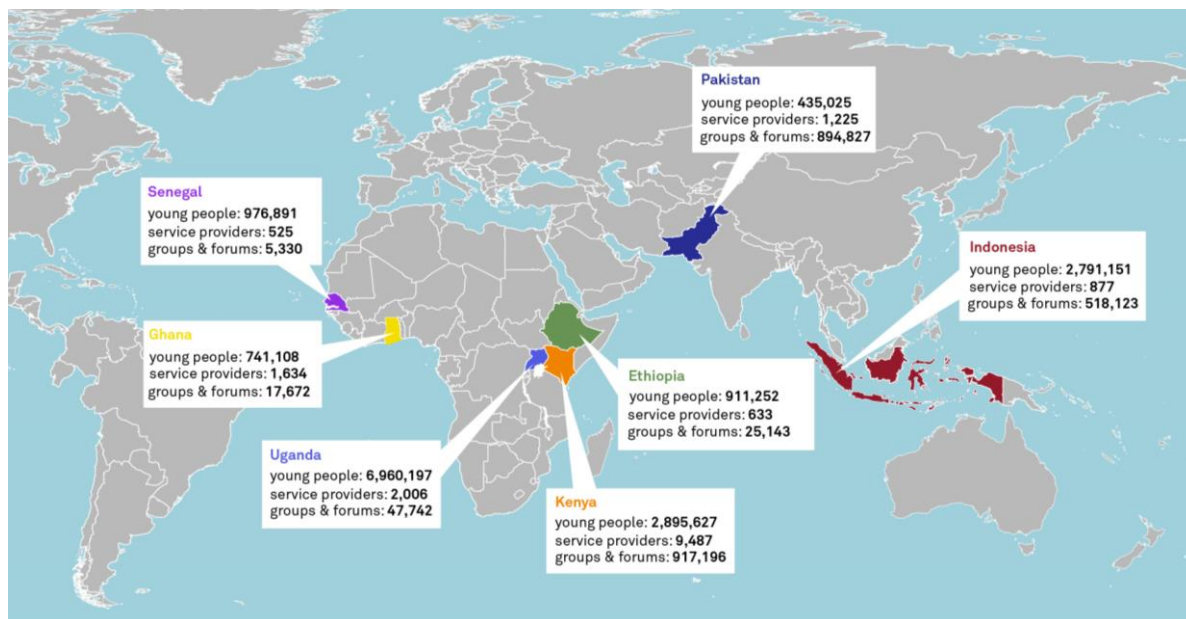 Pakistan
young people: 435,025
service providers: 1,225
groups & forums: 894,827
Senegal
young people: 976,891
service providers: 525
groups & forums: 5,330
Indonesia
young people: 2,791,151
service providers: 877
groups & forums: 518,123
Ghana
young people: 741,108
service providers: 1,634
groups & forums: 17,672
Ethiopia
young people: 911,252
service providers: 633
groups & forums: 25,143
Uganda
young people: 6,960,197
service providers: 2,006
groups & forums: 47,742
Kenya
young people: 2,895,627
service providers: 9,487
groups & forums: 917,196